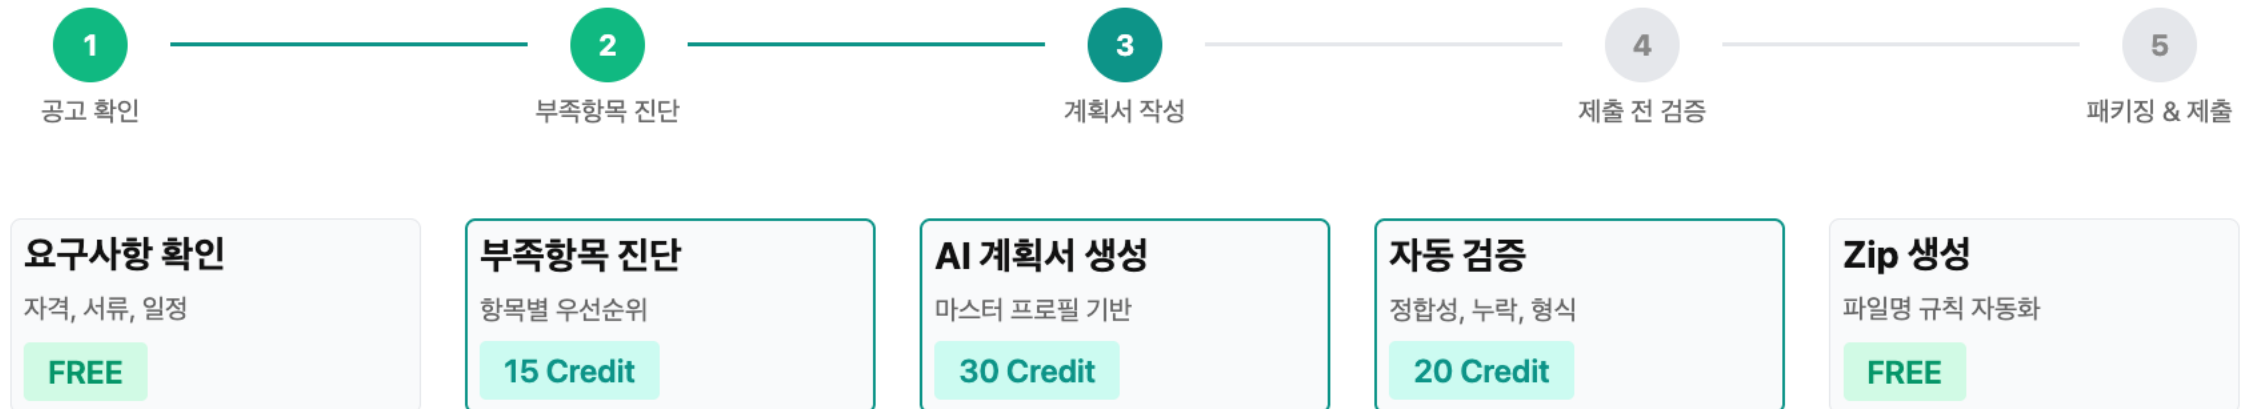 1
2
3
4
5
공고 확인
부족항목 진단
계획서 작성
제출 전 검증
패키징 & 제출
요구사항 확인
자격, 서류, 일정
FREE
부족항목 진단
항목별 우선순위
15 Credit
AI 계획서 생성
마스터 프로필 기반
30 Credit
자동 검증
정합성, 누락, 형식
20 Credit
Zip 생성
파일명 규칙 자동화
FREE